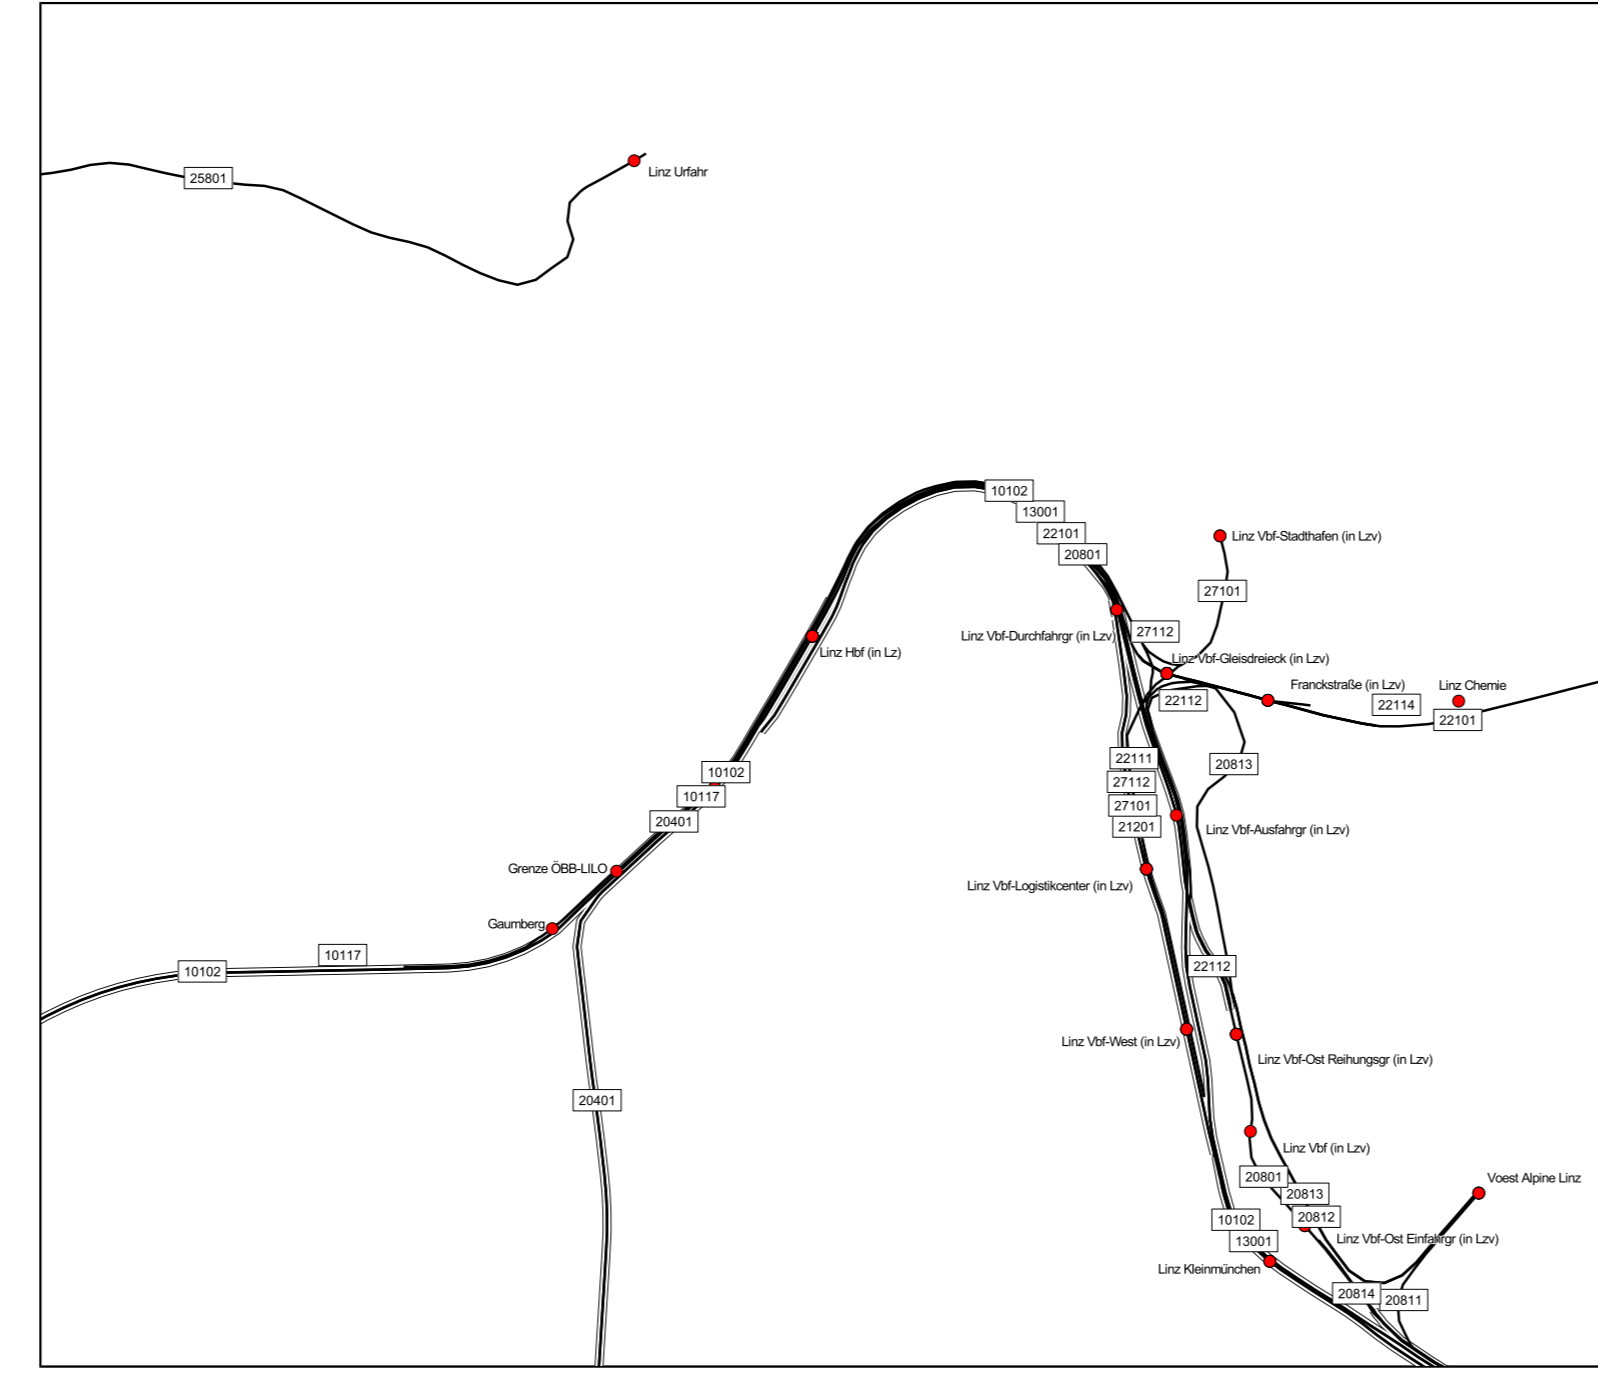 Linz Urfahr
25801
10102
13001
22101
Linz Vbf-Stadthafen (in Lzv)
20801
27101
27112
Linz Vbf-Durchfahrgr (in Lzv)
Linz Hbf (in Lz)
Linz Vbf-Gleisdreieck (in Lzv)
Franckstraße (in Lzv)
Linz Chemie
22112
22114
22101
22111
20813
10102
27112
10117
27101
20401
21201
Linz Vbf-Ausfahrgr (in Lzv)
Grenze ÖBB-LILO
Linz Vbf-Logistikcenter (in Lzv)
Gaumberg
10117
10102
22112
Linz Vbf-West (in Lzv)
Linz Vbf-Ost Reihungsgr (in Lzv)
20401
Linz Vbf (in Lzv)
20801
Voest Alpine Linz
20813
10102
20812
13001
Linz Vbf-Ost Einfahrgr (in Lzv)
Linz Kleinmünchen
20814
20811